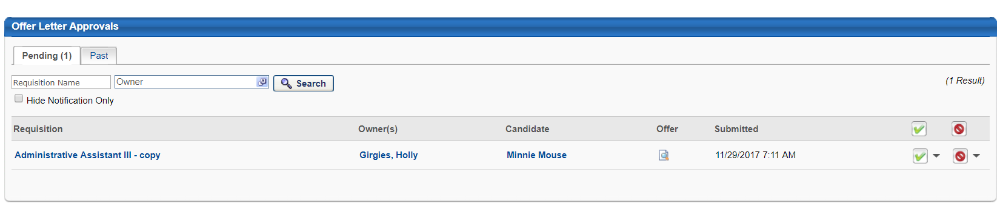 Offer Letter Approvals
Pending (1) Past
Requisition Name Owner Search (1 Result)
Hide Notification Only
Requisition Owner(s) Candidate Offer Submitted
Administrative Assistant III - copy Girgies, Holly Minnie Mouse 11/29/2017 7:11 AM